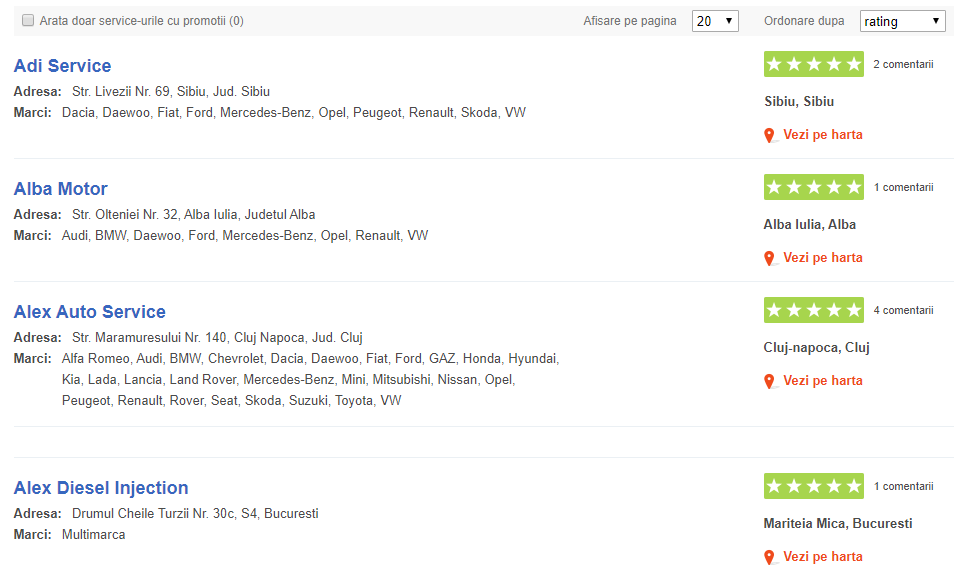 Arata doar service-urile cu promotii (0) Afisare pe pagina 20 Ordonare dupa rating
Adi Service
2 comentarii
Adresa: Str. Livezii Nr. 69, Sibiu, Jud. Sibiu
Sibiu, Sibiu
Marci: Dacia, Daewoo, Fiat, Ford, Mercedes-Benz, Opel, Peugeot, Renault, Skoda, VW
Vezi pe harta
Alba Motor
1 comentarii
Adresa: Str. Olteniei Nr. 32, Alba Iulia, Judetul Alba
Alba Iulia, Alba
Marci: Audi, BMW, Daewoo, Ford, Mercedes-Benz, Opel, Renault, VW
Vezi pe harta
Alex Auto Service
4 comentarii
Adresa: Str. Maramuresului Nr. 140, Cluj Napoca, Jud. Cluj
Cluj-napoca, Cluj
Marci: Alfa Romeo, Audi, BMW, Chevrolet, Dacia, Daewoo, Fiat, Ford, GAZ, Honda, Hyundai,
Kia, Lada, Lancia, Land Rover, Mercedes-Benz, Mini, Mitsubishi, Nissan, Opel,
Vezi pe harta
Peugeot, Renault, Rover, Seat, Skoda, Suzuki, Toyota, VW
Alex Diesel Injection
1 comentarii
Adresa: Drumul Cheile Turzii Nr. 30c, S4, Bucuresti
Mariteia Mica, Bucuresti
Marci: Multimarca
Vezi pe harta